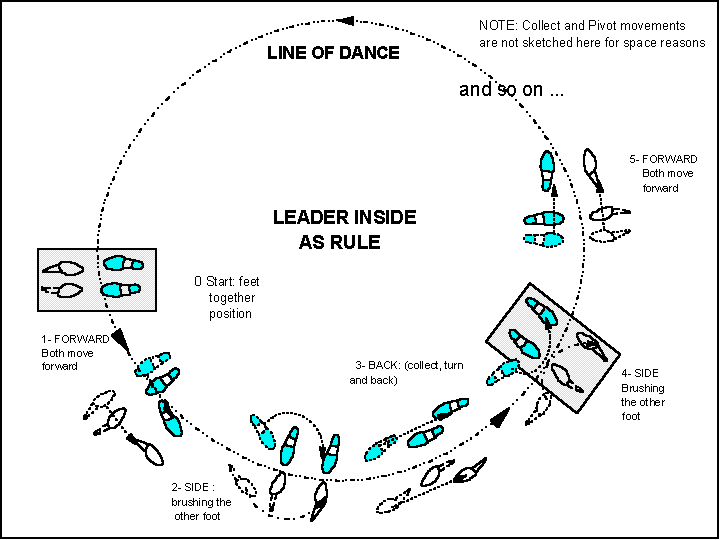 NOTE: Collect and Pivot movements
are not sketched here for space reasons
LINE OF DANCE
and so on ...
5- FORWARD
Both move
forward
LEADER INSIDE
AS RULE
0 Start: feet
together
position
1- FORWARD
Both move
forward
3- BACK: (collect, turn
and back)
4- SIDE
Brushing
the other
foot
2- SIDE :
brushing the
other foot